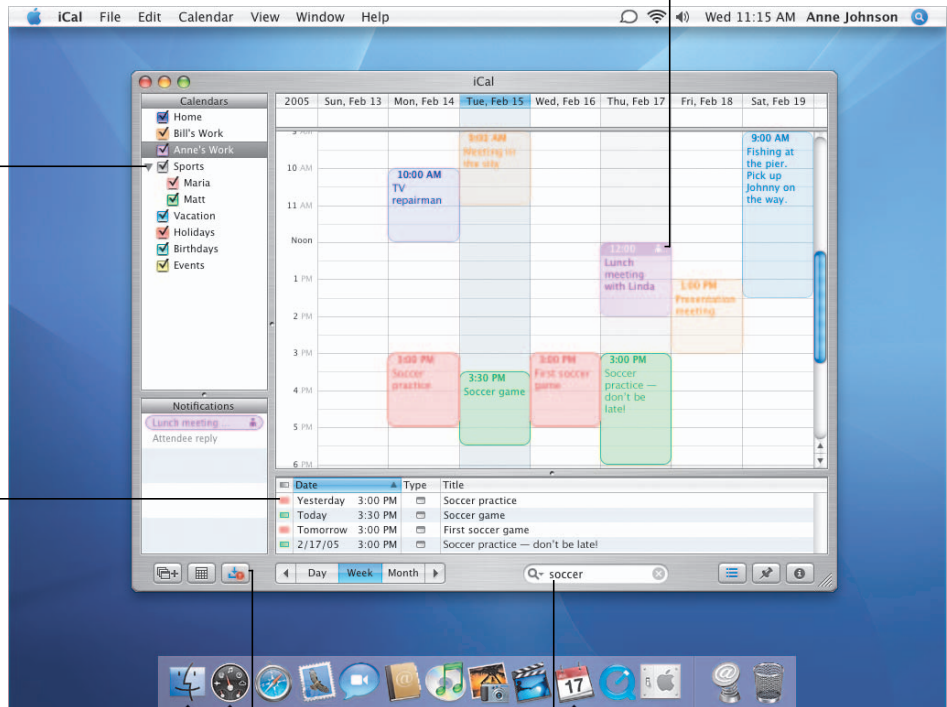 iCal File Edit Calendar View Window Help Wed 11:15 AM Anne Johnson
iCal
Calendars
Home
Bill's Work
Anne's Work
Sports
Maria
Matt
Vacation
Holidays
Birthdays
Events
2005 Sun, Feb 13 Mon, Feb 14 Tue, Feb 15 Wed, Feb 16 Thu, Feb 17 Fri, Feb 18 Sat, Feb 19
10 AM
11 AM
Noon
1 PM
2 PM
3 PM
4 PM
5 PM
6 PM
10:00 AM
TV
repairman
3:00 PM
Soccer
practice
Meeting in
3:30 PM
Soccer game
3:00 PM
First soccer
game
12:00
Lunch
meeting
with Linda
3:00 PM
Soccer
practice —
don't be
late!
1:00 PM
Presentation
meeting
9:00 AM
Fishing at
the pier.
Pick up
Johnny on
the way.
Notifications
Lunch meeting ...
Attendee reply
Date Type Title
Yesterday 3:00 PM Soccer practice
Today 3:30 PM Soccer game
Tomorrow 3:00 PM First soccer game
2/17/05 3:00 PM Soccer practice — don't be late!
Day Week Month
soccer
17